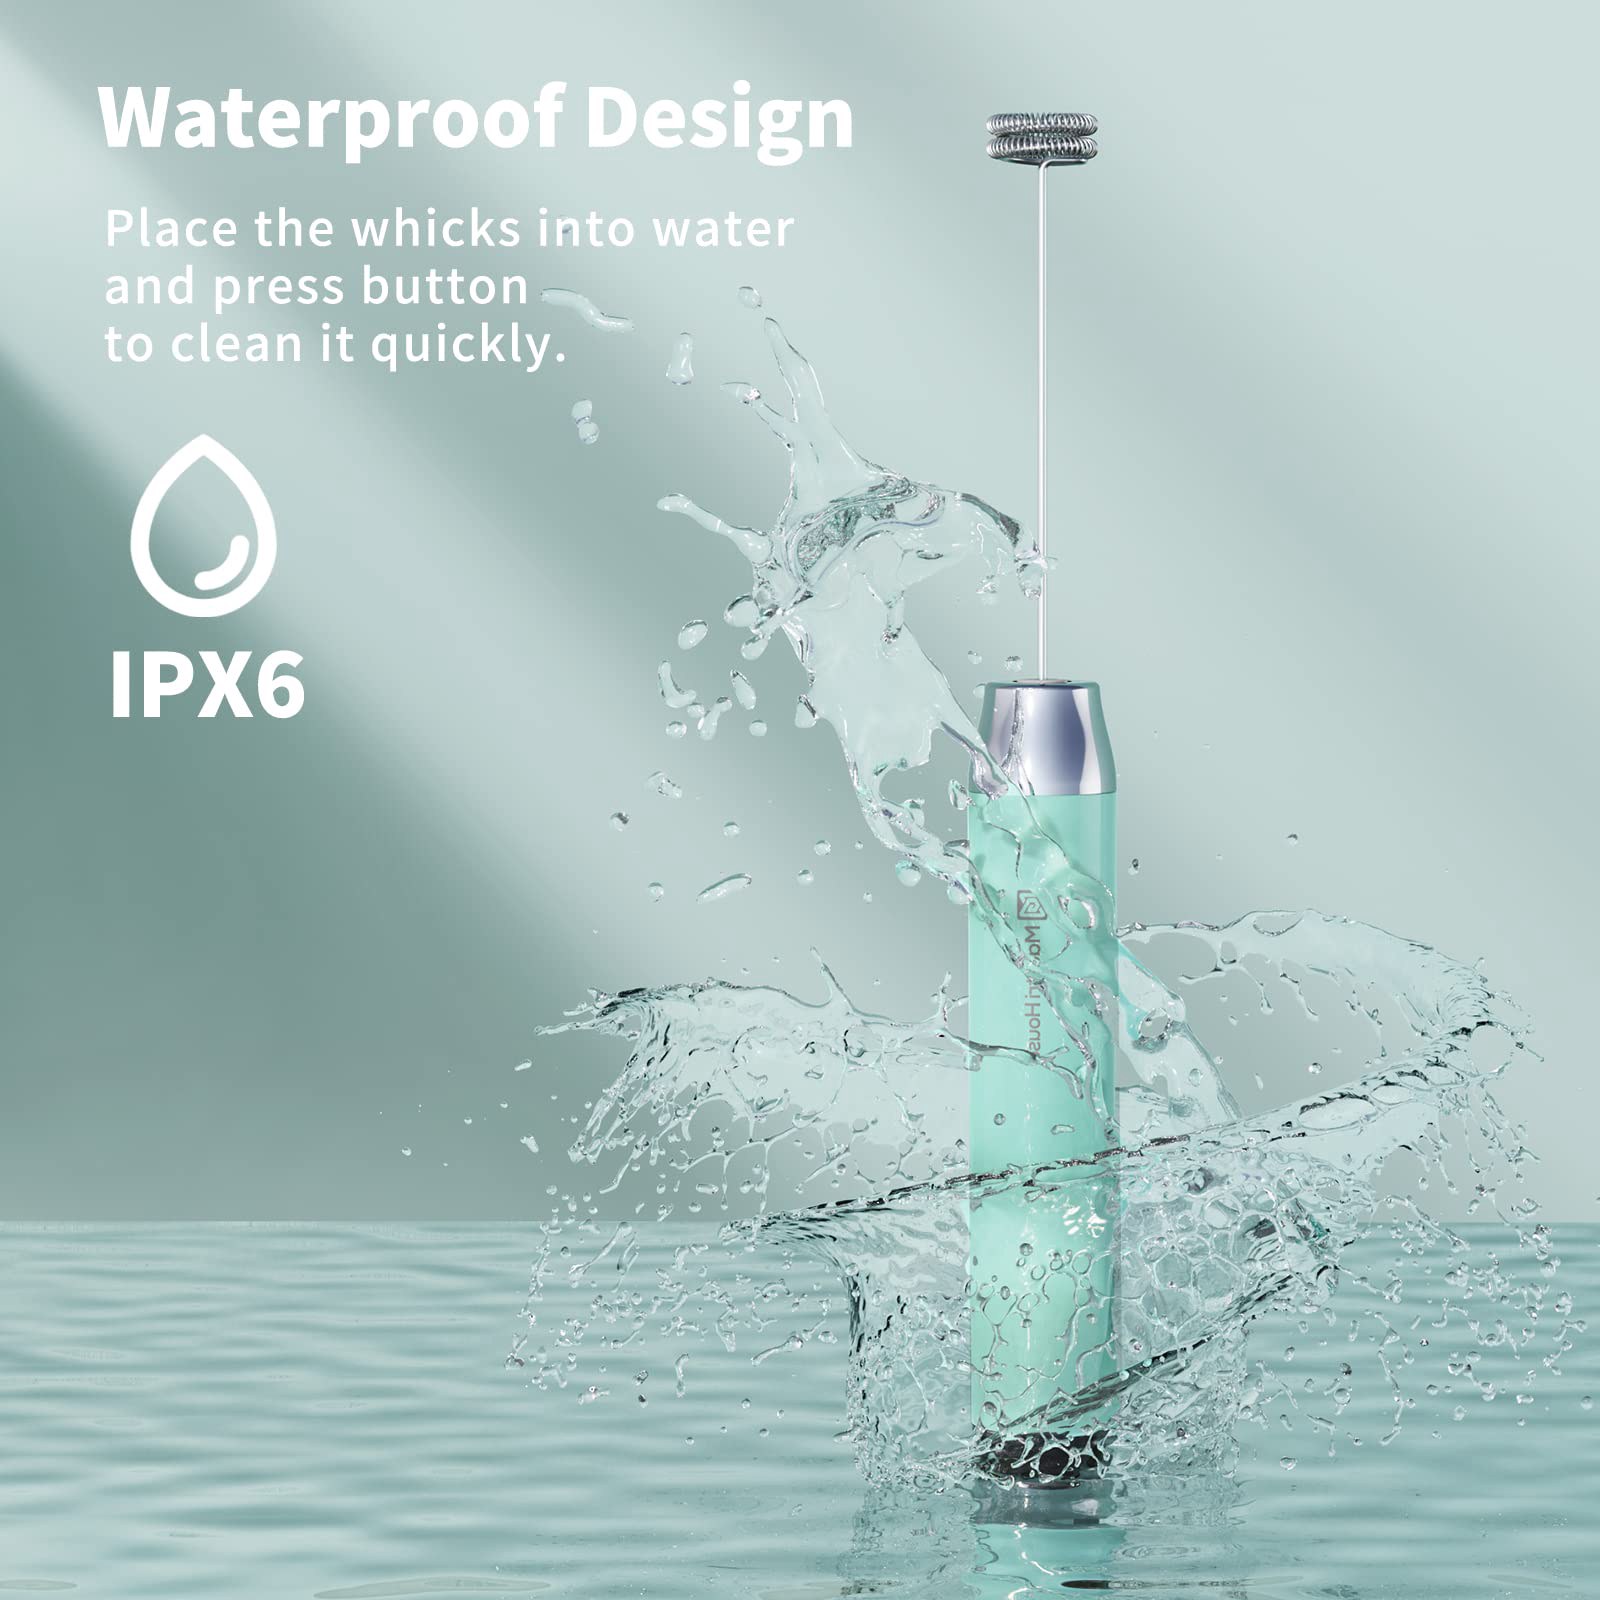 Waterproof Design
Place the whicks into water
and press button
to clean it quickly.
IPX6